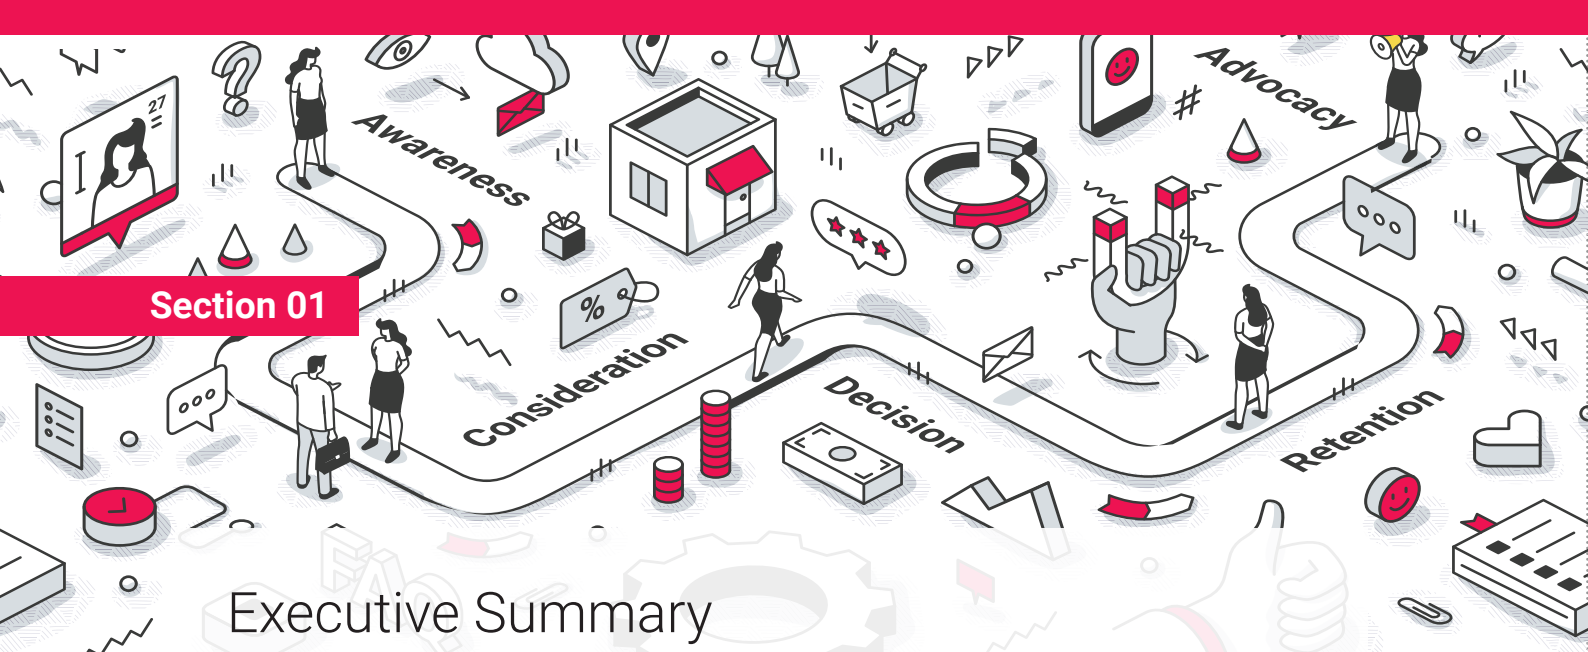 27
Awareness
Advocacy
#
Section 01
%
Consideration
Decision
Retention
FAQ
Executive Summary